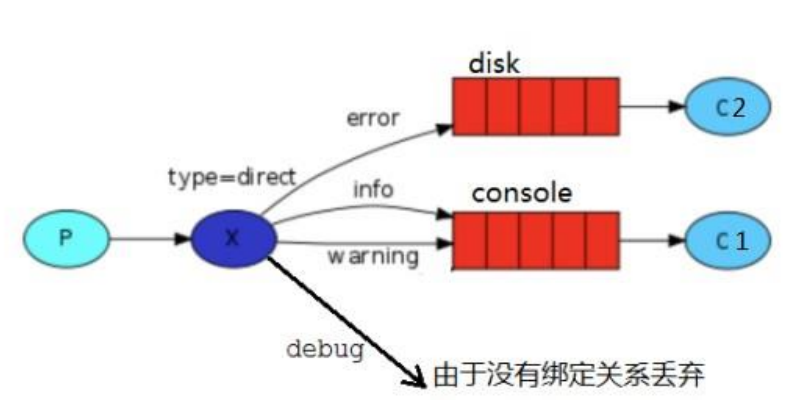 disk
C2
error
type=direct
info
console
P
X
C1
warning
debug
由于没有绑定关系丢弃